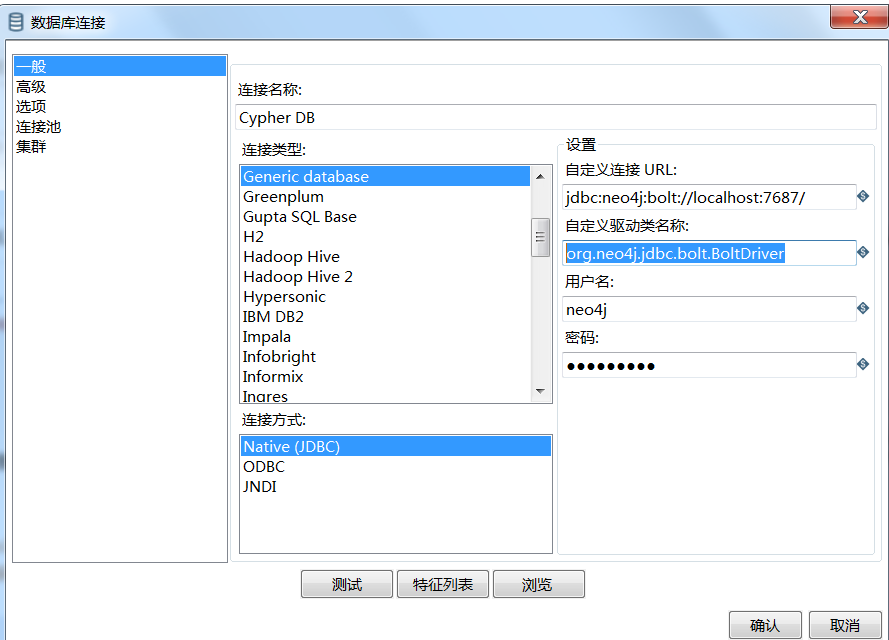 数据库连接
一般
高级
选项
连接池
集群
连接名称:
Cypher DB
连接类型:
Generic database
Greenplum
Gupta SQL Base
H2
Hadoop Hive
Hadoop Hive 2
Hypersonic
IBM DB2
Impala
Infobright
Informix
Ingres
连接方式:
Native (JDBC)
ODBC
JNDI
设置
自定义连接 URL:
jdbc:neo4j:bolt://localhost:7687/
自定义驱动类名称:
org.neo4j.jdbc.bolt.BoltDriver
用户名:
neo4j
密码:
●●●●●●●●●
测试 特征列表 浏览
确认 取消